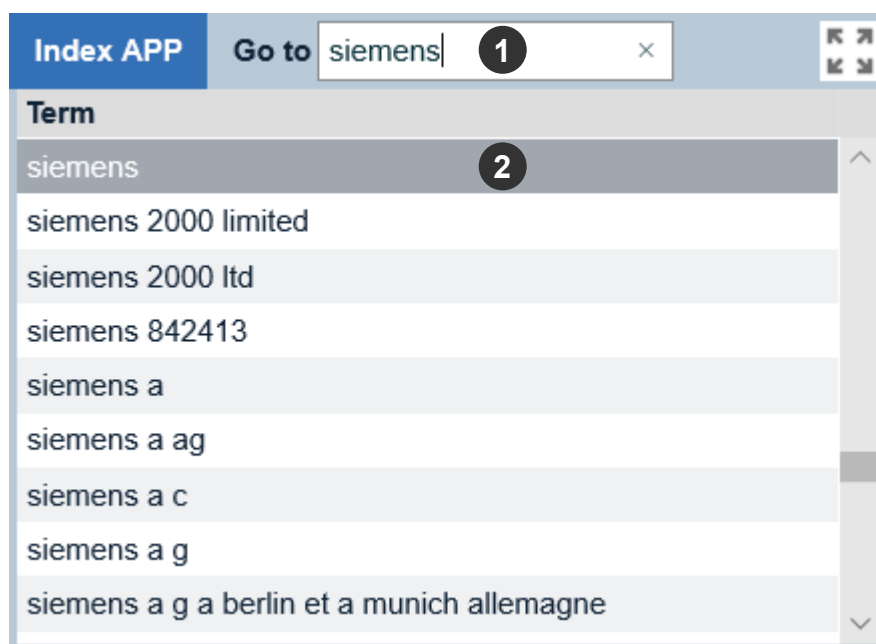 Index APP Go to siemens 1 ×
Term
siemens 2
siemens 2000 limited
siemens 2000 ltd
siemens 842413
siemens a
siemens a ag
siemens a c
siemens a g
siemens a g a berlin et a munich allemagne